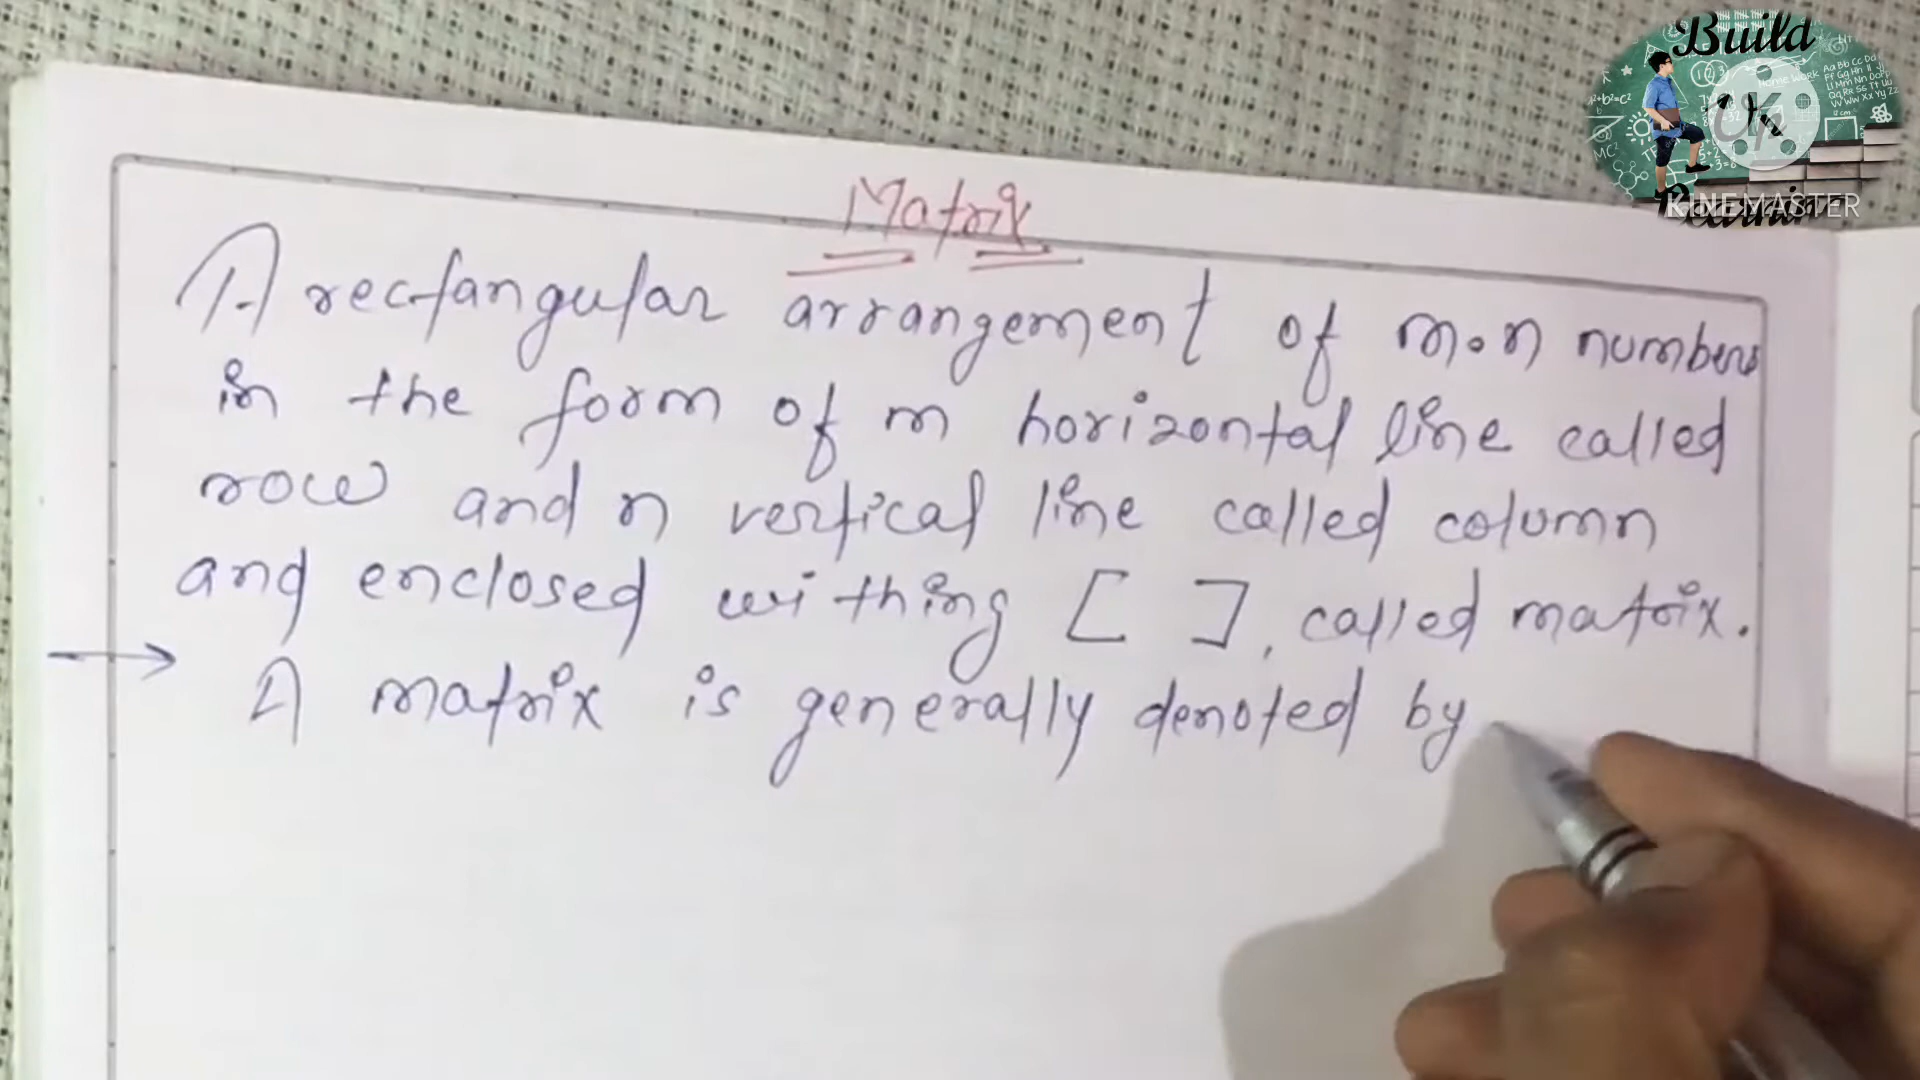 Build
KINEMASTER
Matrix
A rectangular arrangement of m.n numbers
in the form of m horizontal line called
row and n vertical line called column
and enclosed withing [ ], called matrix.
A matrix is generally denoted by